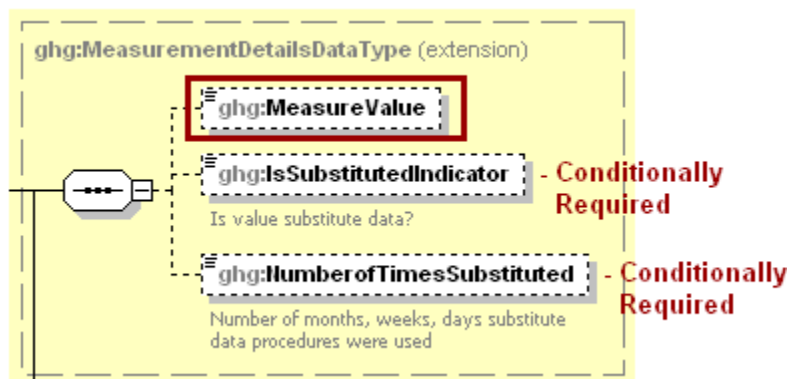 ghg:MeasurementDetailsDataType (extension)
ghg:MeasureValue
ghg:IsSubstitutedIndicator - Conditionally
Required
Is value substitute data?
ghg:NumberofTimesSubstituted - Conditionally
Required
Number of months, weeks, days substitute
data procedures were used